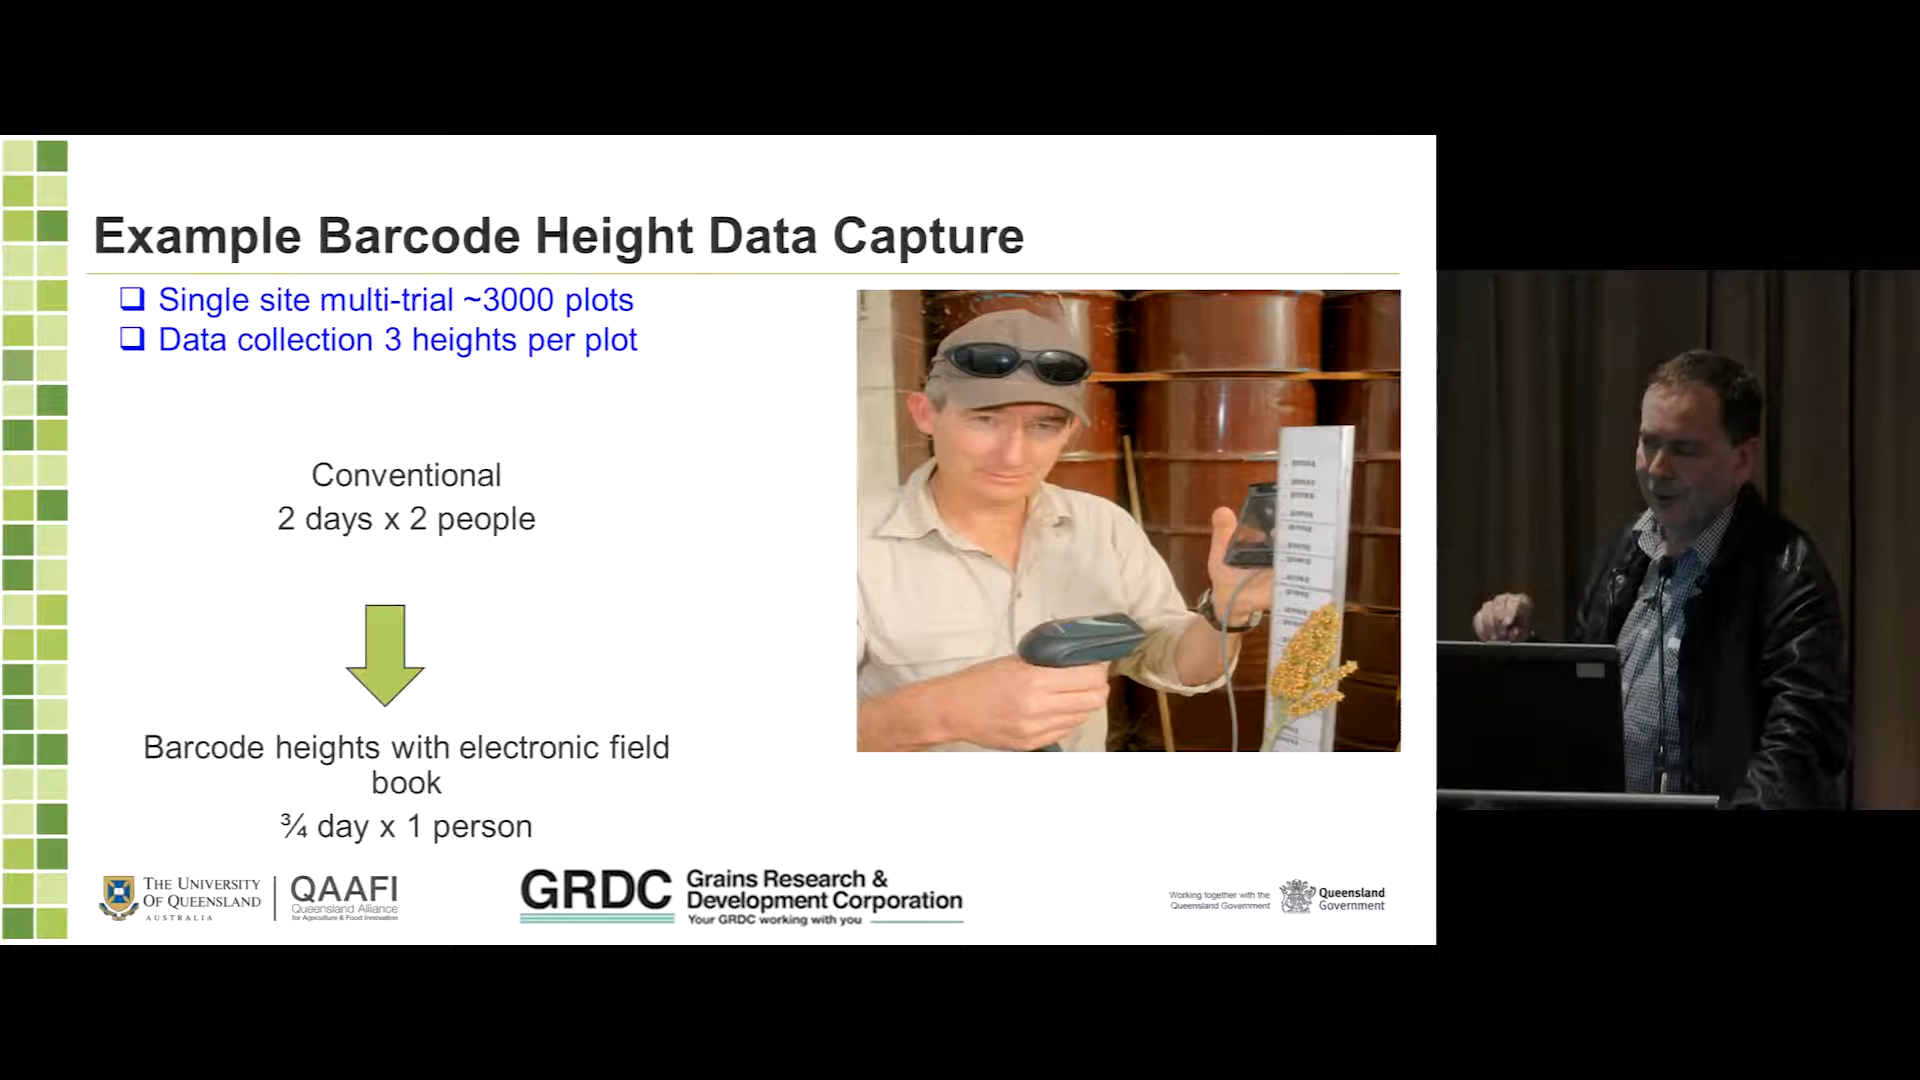 Example Barcode Height Data Capture
Single site multi-trial ~3000 plots
Data collection 3 heights per plot
Conventional
2 days x 2 people
Barcode heights with electronic field
book
¾ day x 1 person
THE UNIVERSITY
OF QUEENSLAND
AUSTRALIA
QAAFI
Queensland Alliance
for Agriculture & Food Innovation
GRDC
Grains Research &
Development Corporation
Your GRDC working with you
Working together with the
Queensland Government
Queensland
Government